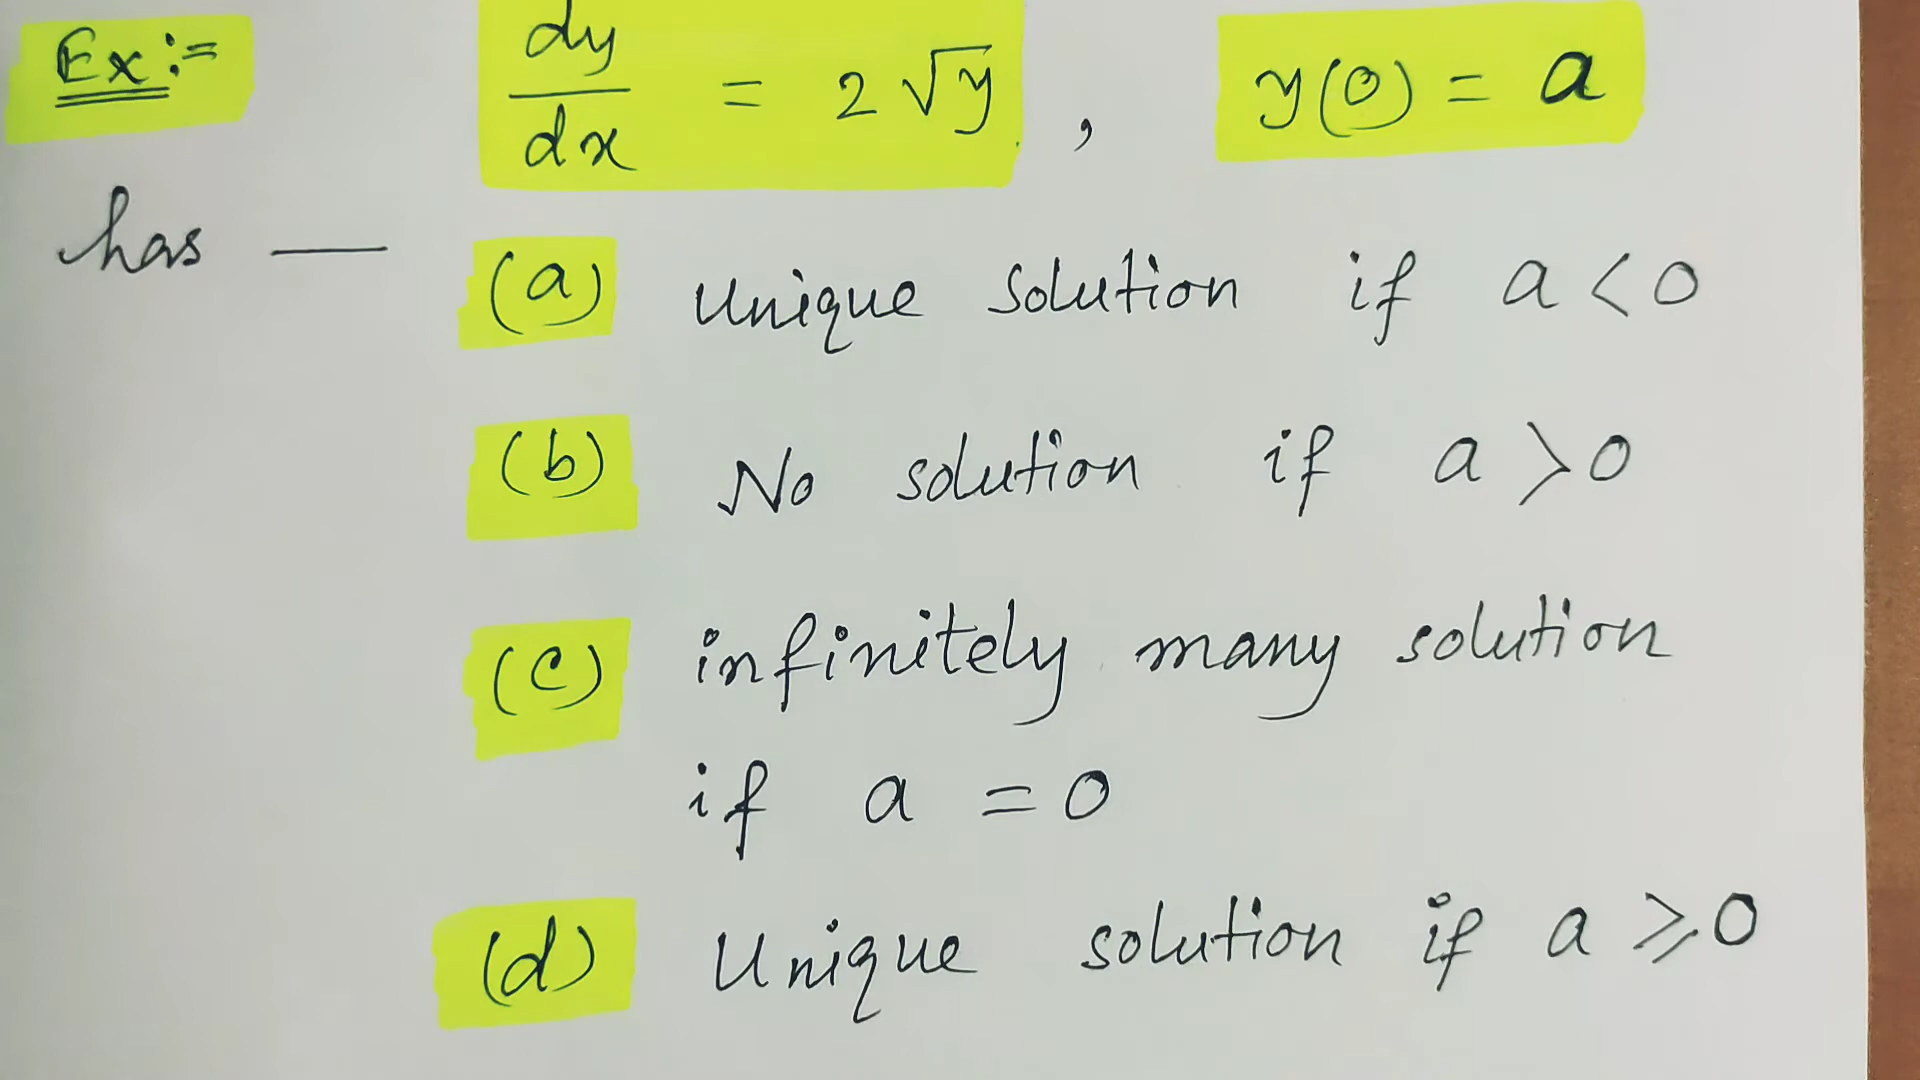 Ex:= dy/dx = 2√y , y(0) = a
has — (a) Unique Solution if a < 0
(b) No solution if a > 0
(c) infinitely many solution
if a = 0
(d) Unique solution if a ⩾ 0